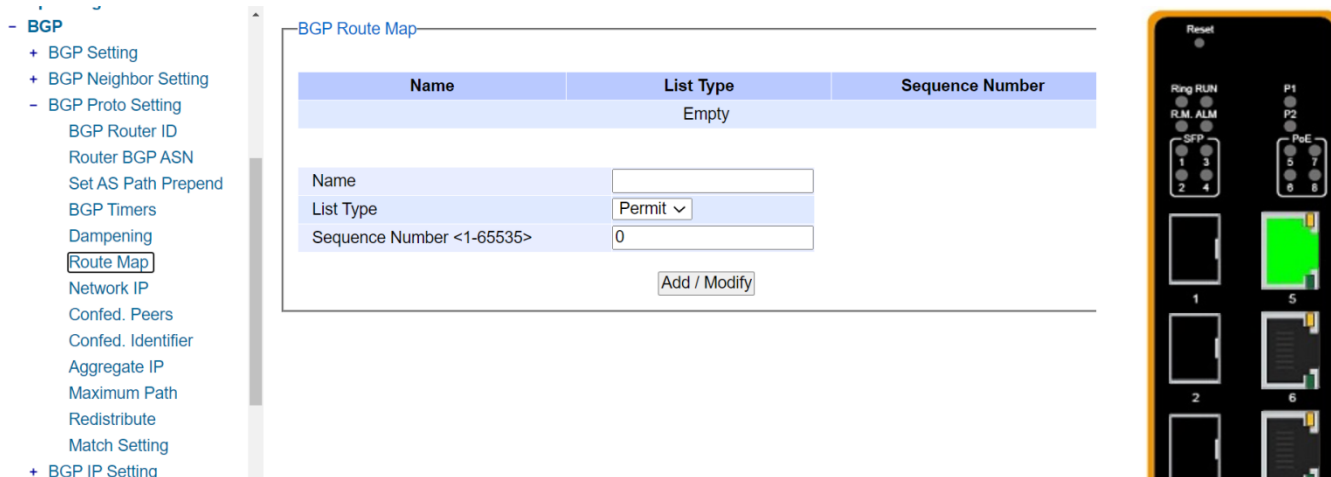 - BGP
+ BGP Setting
+ BGP Neighbor Setting
- BGP Proto Setting
BGP Router ID
Router BGP ASN
Set AS Path Prepend
BGP Timers
Dampening
Route Map
Network IP
Confed. Peers
Confed. Identifier
Aggregate IP
Maximum Path
Redistribute
Match Setting
+ BGP IP Setting
BGP Route Map
Name List Type Sequence Number
Empty
Name
List Type Permit
Sequence Number <1-65535> 0
Add / Modify
Reset
Ring RUN P1
R.M. ALM P2
SFP PoE
1 3 5 7
2 4 6 8
1 5
2 6